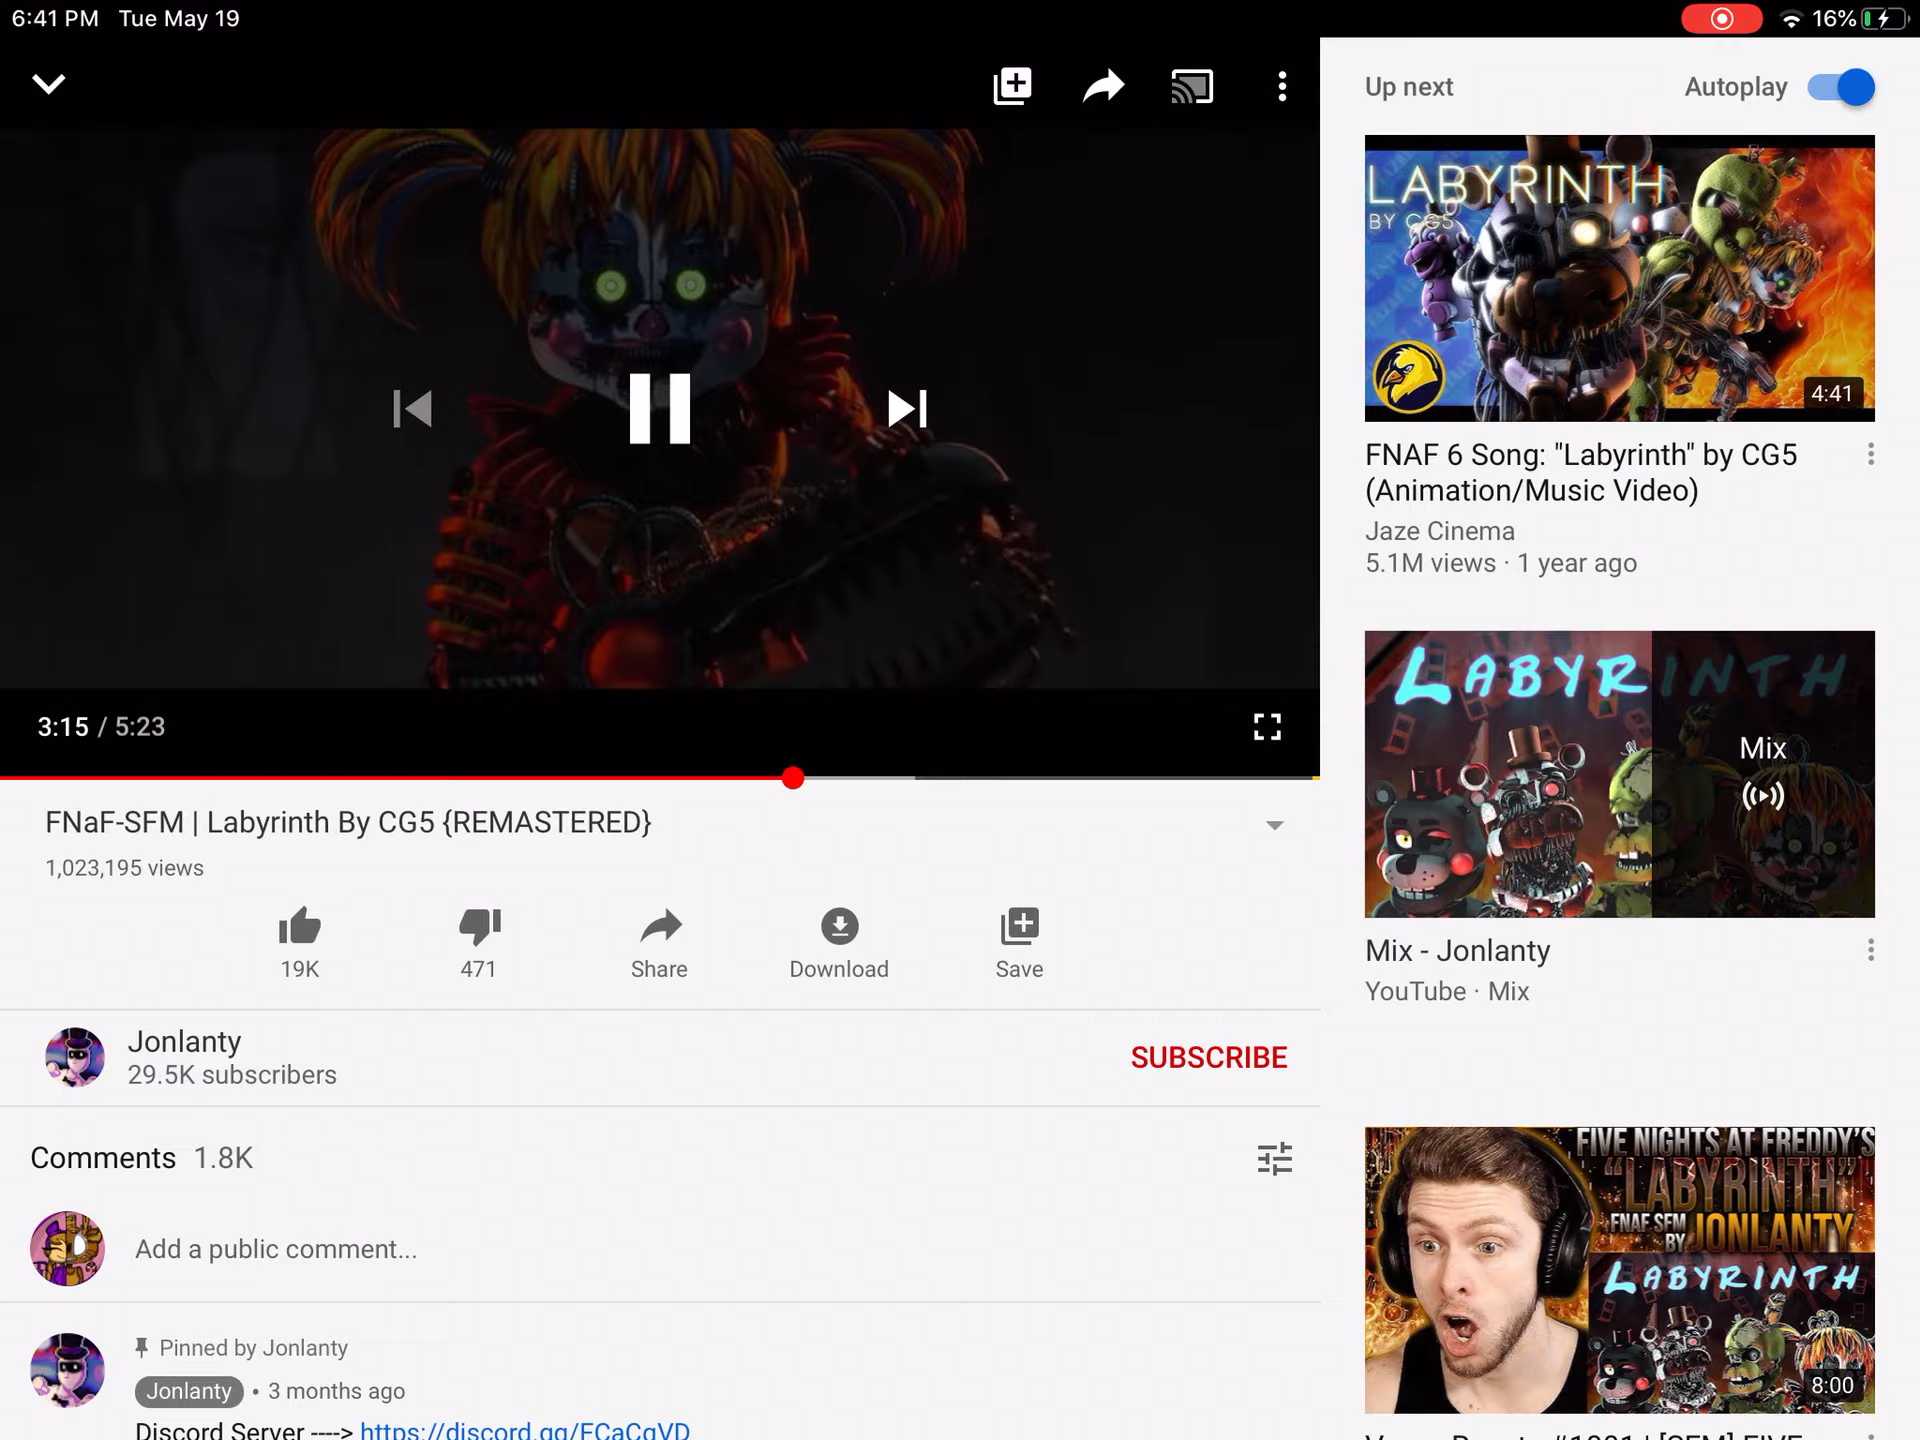 6:41 PM Tue May 19
16%
3:15 / 5:23
FNaF-SFM | Labyrinth By CG5 {REMASTERED}
1,023,195 views
19K
471
Share
Download
Save
Jonlanty
29.5K subscribers
SUBSCRIBE
Comments 1.8K
Add a public comment...
Pinned by Jonlanty
Jonlanty • 3 months ago
Discord Server ----> https://discord.gg/FCaCgVD
Up next
Autoplay
LABYRINTH
BY CG5
4:41
FNAF 6 Song: "Labyrinth" by CG5
(Animation/Music Video)
Jaze Cinema
5.1M views · 1 year ago
LABYRINTH
Mix
Mix - Jonlanty
YouTube · Mix
FIVE NIGHTS AT FREDDY'S
"LABYRINTH"
FNAF SFM
BY JONLANTY
LABYRINTH
8:00